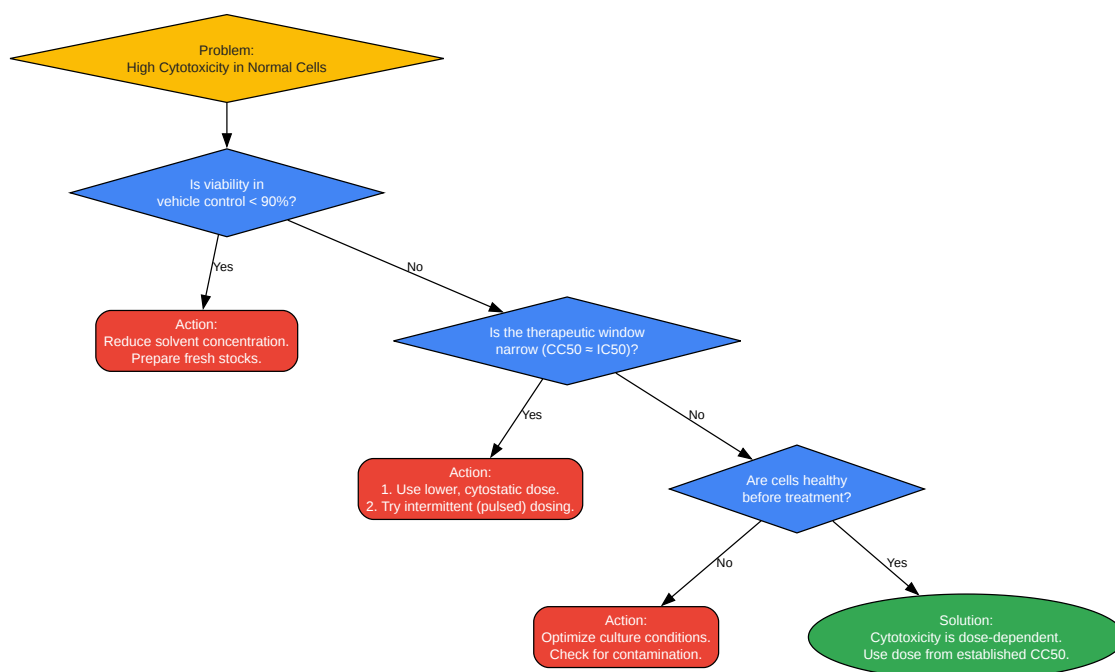 Problem:
High Cytotoxicity in Normal Cells
Is viability in
vehicle control < 90%?
Yes
No
Action:
Reduce solvent concentration.
Prepare fresh stocks.
Is the therapeutic window
narrow (CC50 ≈ IC50)?
Yes
No
Action:
1. Use lower, cytostatic dose.
2. Try intermittent (pulsed) dosing.
Are cells healthy
before treatment?
No
Yes
Action:
Optimize culture conditions.
Check for contamination.
Solution:
Cytotoxicity is dose-dependent.
Use dose from established CC50.